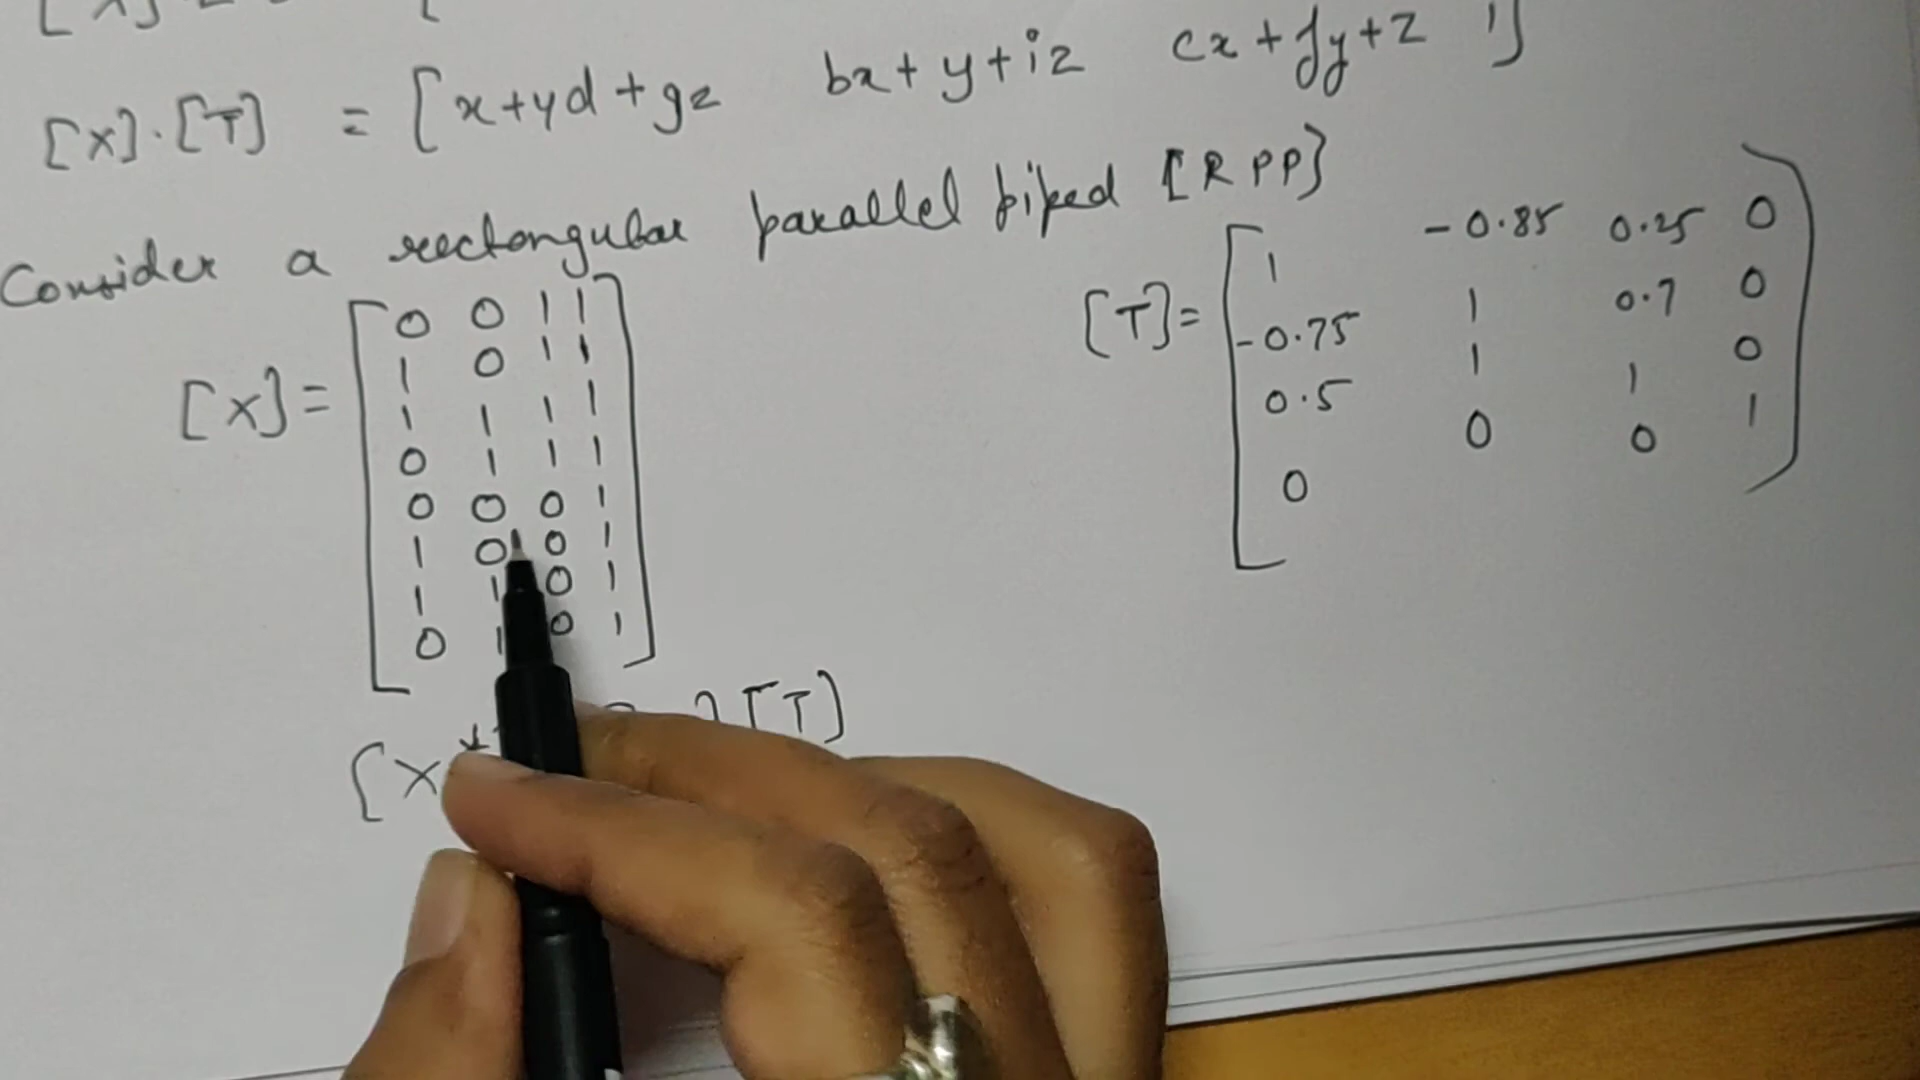 [X].[T] = [x+yd+gz bx+y+iz cx+fy+z 1]
Consider a rectongular parallel piped [RPP]
[X]= [T]=
0 0 1 1
1 0 1 1
1 1 1 1
0 1 1 1
0 0 0 1
1 0 0 1
1 1 0 1
0 1 0 1
1 -0.85 0.25 0
-0.75 1 0.7 0
0.5 1 1 0
0 0 0 1
[X* [T]